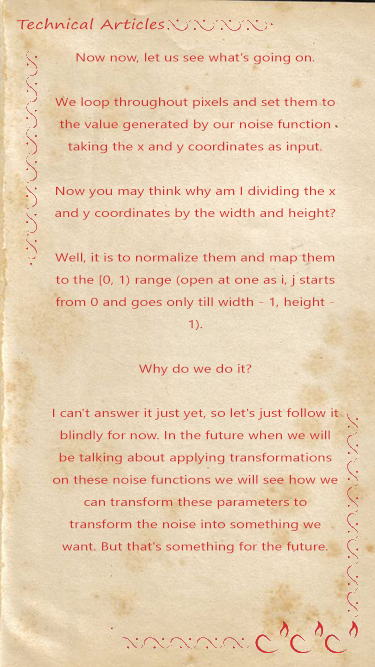 Technical Articles
Now now, let us see what's going on.
We loop throughout pixels and set them to
the value generated by our noise function
taking the x and y coordinates as input.
Now you may think why am I dividing the x
and y coordinates by the width and height?
Well, it is to normalize them and map them
to the [0, 1) range (open at one as i, j starts
from 0 and goes only till width - 1, height -
1).
Why do we do it?
I can't answer it just yet, so let's just follow it
blindly for now. In the future when we will
be talking about applying transformations
on these noise functions we will see how we
can transform these parameters to
transform the noise into something we
want. But that's something for the future.